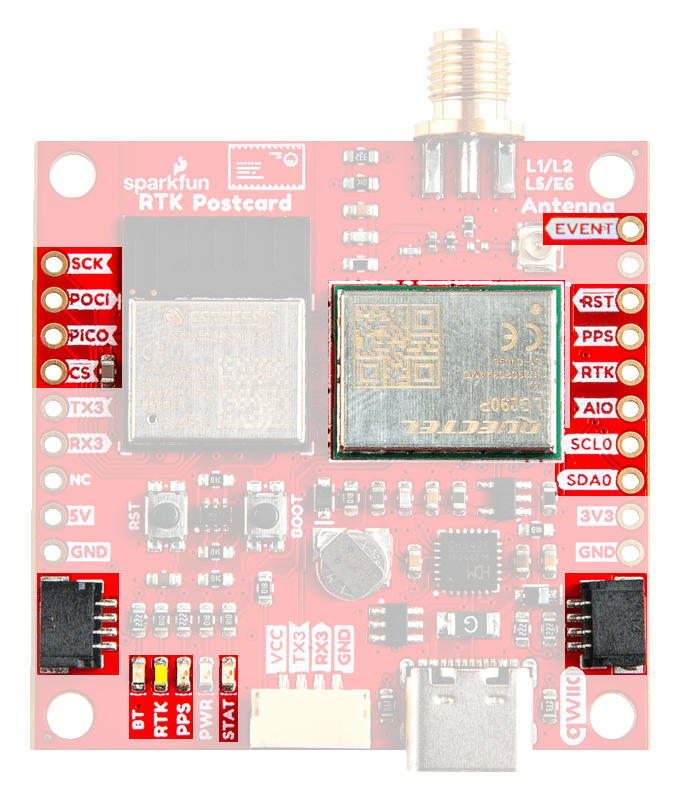 sparkfun
RTK Postcard
L1/L2
L5/E6
Antenna
EVENT
SCK
POCI
PICO
CS
TX3
RX3
NC
5V
GND
ESPRESSIF
LG290P
QUECTEL
RST
PPS
RTK
AIO
SCL0
SDA0
3V3
GND
RST
BOOT
BT
RTK
PPS
PWR
STAT
VCC
TX3
RX3
GND
qwiic